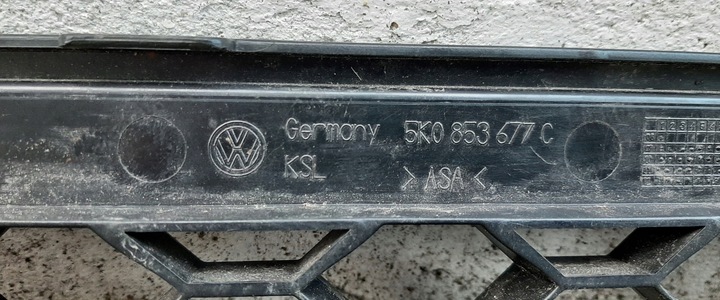 Germany 5K0 853 677 C
KSL >ASA<